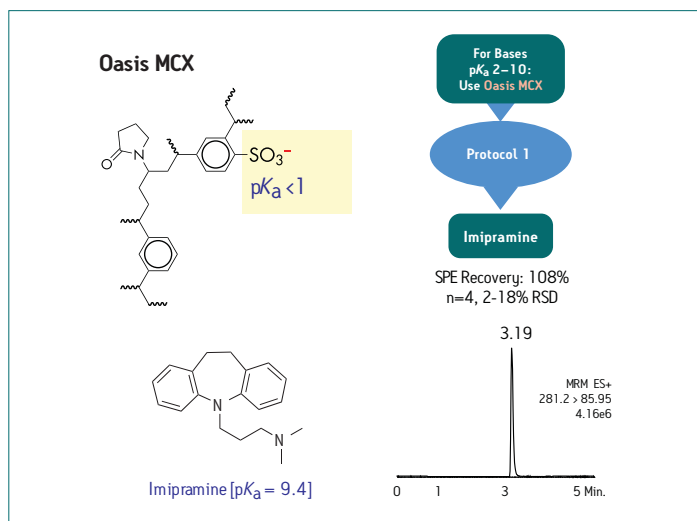 Oasis MCX
N
O
SO₃⁻
pKa <1
For Bases
pKa 2–10:
Use Oasis MCX
Protocol 1
Imipramine
SPE Recovery: 108%
n=4, 2-18% RSD
N
N
Imipramine [pKa = 9.4]
3.19
MRM ES+
281.2 > 85.95
4.16e6
0 1 3 5 Min.